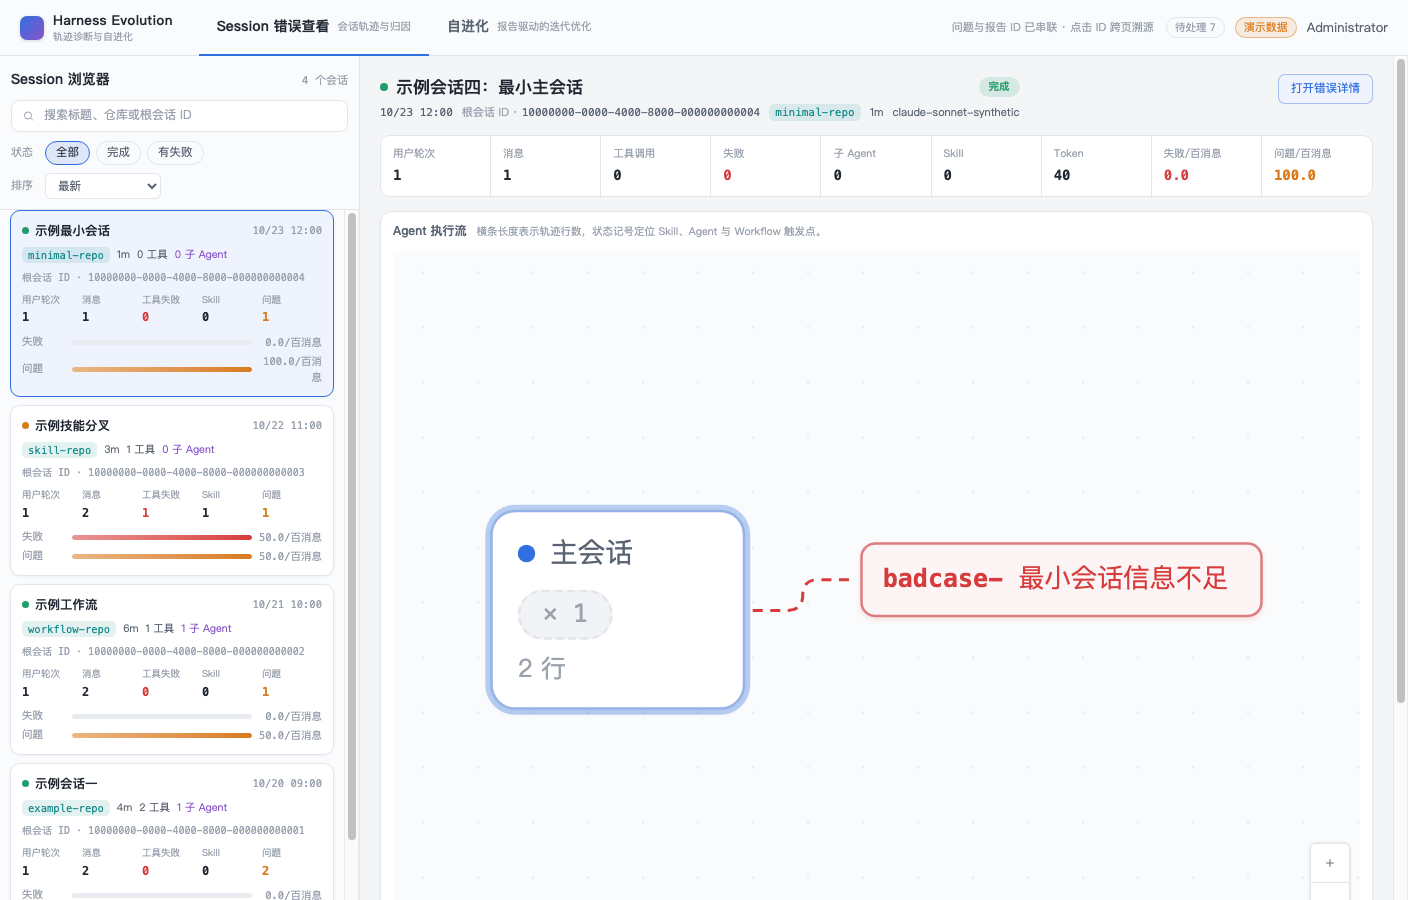 Harness Evolution
轨迹诊断与自进化
Session 错误查看 会话轨迹与归因
自进化 报告驱动的迭代优化
问题与报告 ID 已串联 · 点击 ID 跨页溯源
待处理 7
演示数据
Administrator
Session 浏览器
4 个会话
搜索标题、仓库或根会话 ID
状态 全部 完成 有失败
排序 最新
示例最小会话 10/23 12:00
minimal-repo 1m 0 工具 0 子 Agent
根会话 ID · 10000000-0000-4000-8000-000000000004
用户轮次 消息 工具失败 Skill 问题
1 1 0 0 1
失败 0.0/百消息
问题 100.0/百消
息
示例技能分叉 10/22 11:00
skill-repo 3m 1 工具 0 子 Agent
根会话 ID · 10000000-0000-4000-8000-000000000003
用户轮次 消息 工具失败 Skill 问题
1 2 1 1 1
失败 50.0/百消息
问题 50.0/百消息
示例工作流 10/21 10:00
workflow-repo 6m 1 工具 1 子 Agent
根会话 ID · 10000000-0000-4000-8000-000000000002
用户轮次 消息 工具失败 Skill 问题
1 2 0 0 1
失败 0.0/百消息
问题 50.0/百消息
示例会话一 10/20 09:00
example-repo 4m 2 工具 1 子 Agent
根会话 ID · 10000000-0000-4000-8000-000000000001
用户轮次 消息 工具失败 Skill 问题
1 2 0 0 2
失败 0.0/百消息
示例会话四：最小主会话
完成
打开错误详情
10/23 12:00 根会话 ID · 10000000-0000-4000-8000-000000000004 minimal-repo 1m claude-sonnet-synthetic
用户轮次 消息 工具调用 失败 子 Agent Skill Token 失败/百消息 问题/百消息
1 1 0 0 0 0 40 0.0 100.0
Agent 执行流 横条长度表示轨迹行数，状态记号定位 Skill、Agent 与 Workflow 触发点。
主会话
× 1
2 行
badcase— 最小会话信息不足
+